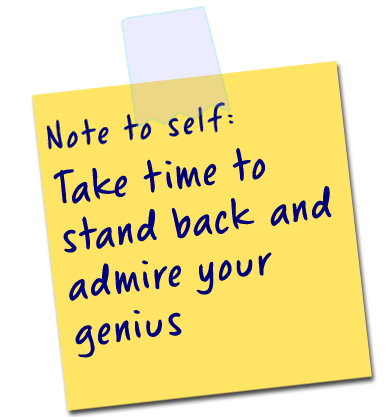 Note to self:
Take time to
stand back and
admire your
genius